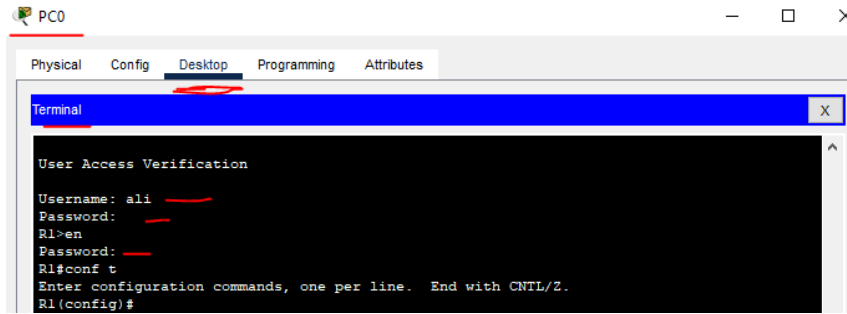 PC0
Physical Config Desktop Programming Attributes
Terminal X
User Access Verification
Username: ali
Password:
R1>en
Password:
R1#conf t
Enter configuration commands, one per line.  End with CNTL/Z.
R1(config)#